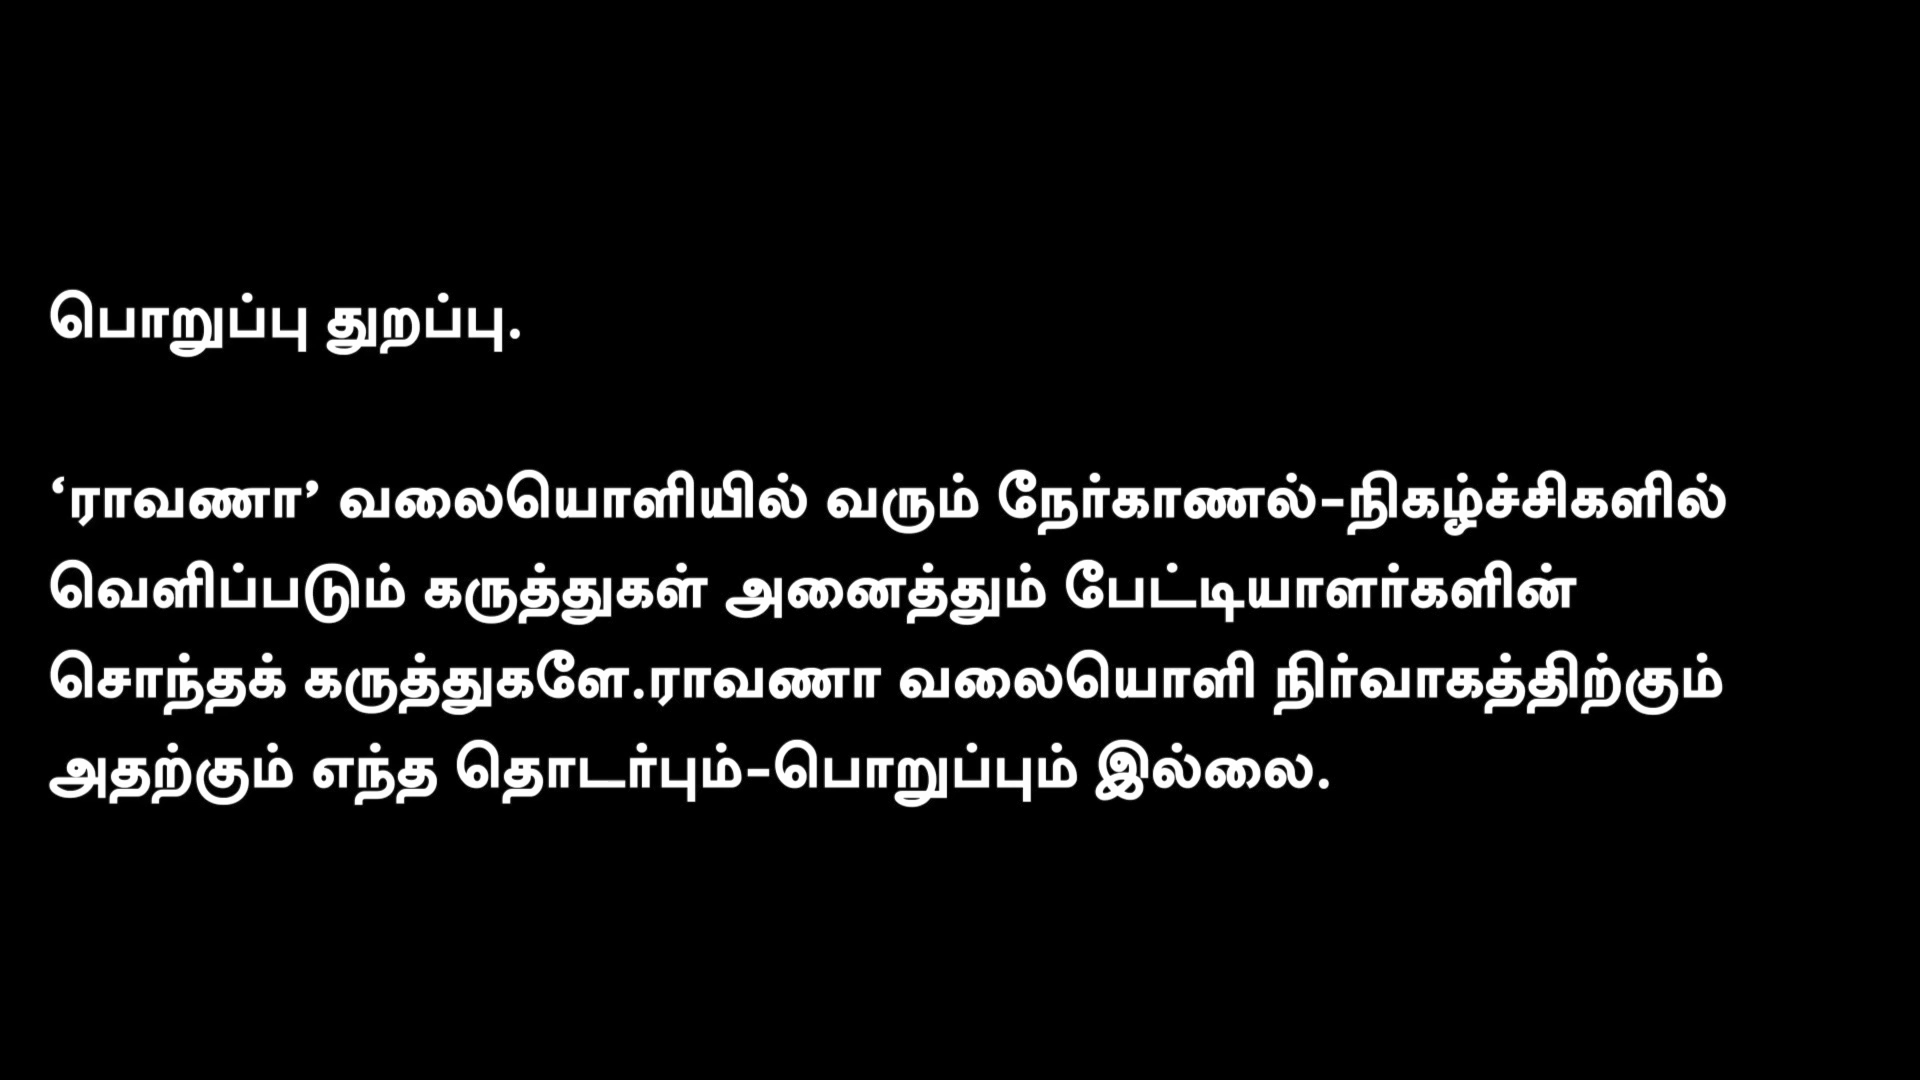 பொறுப்பு துறப்பு.
‘ராவணா’ வலையொளியில் வரும் நேர்காணல்-நிகழ்ச்சிகளில்
வெளிப்படும் கருத்துகள் அனைத்தும் பேட்டியாளர்களின்
சொந்தக் கருத்துகளே.ராவணா வலையொளி நிர்வாகத்திற்கும்
அதற்கும் எந்த தொடர்பும்-பொறுப்பும் இல்லை.